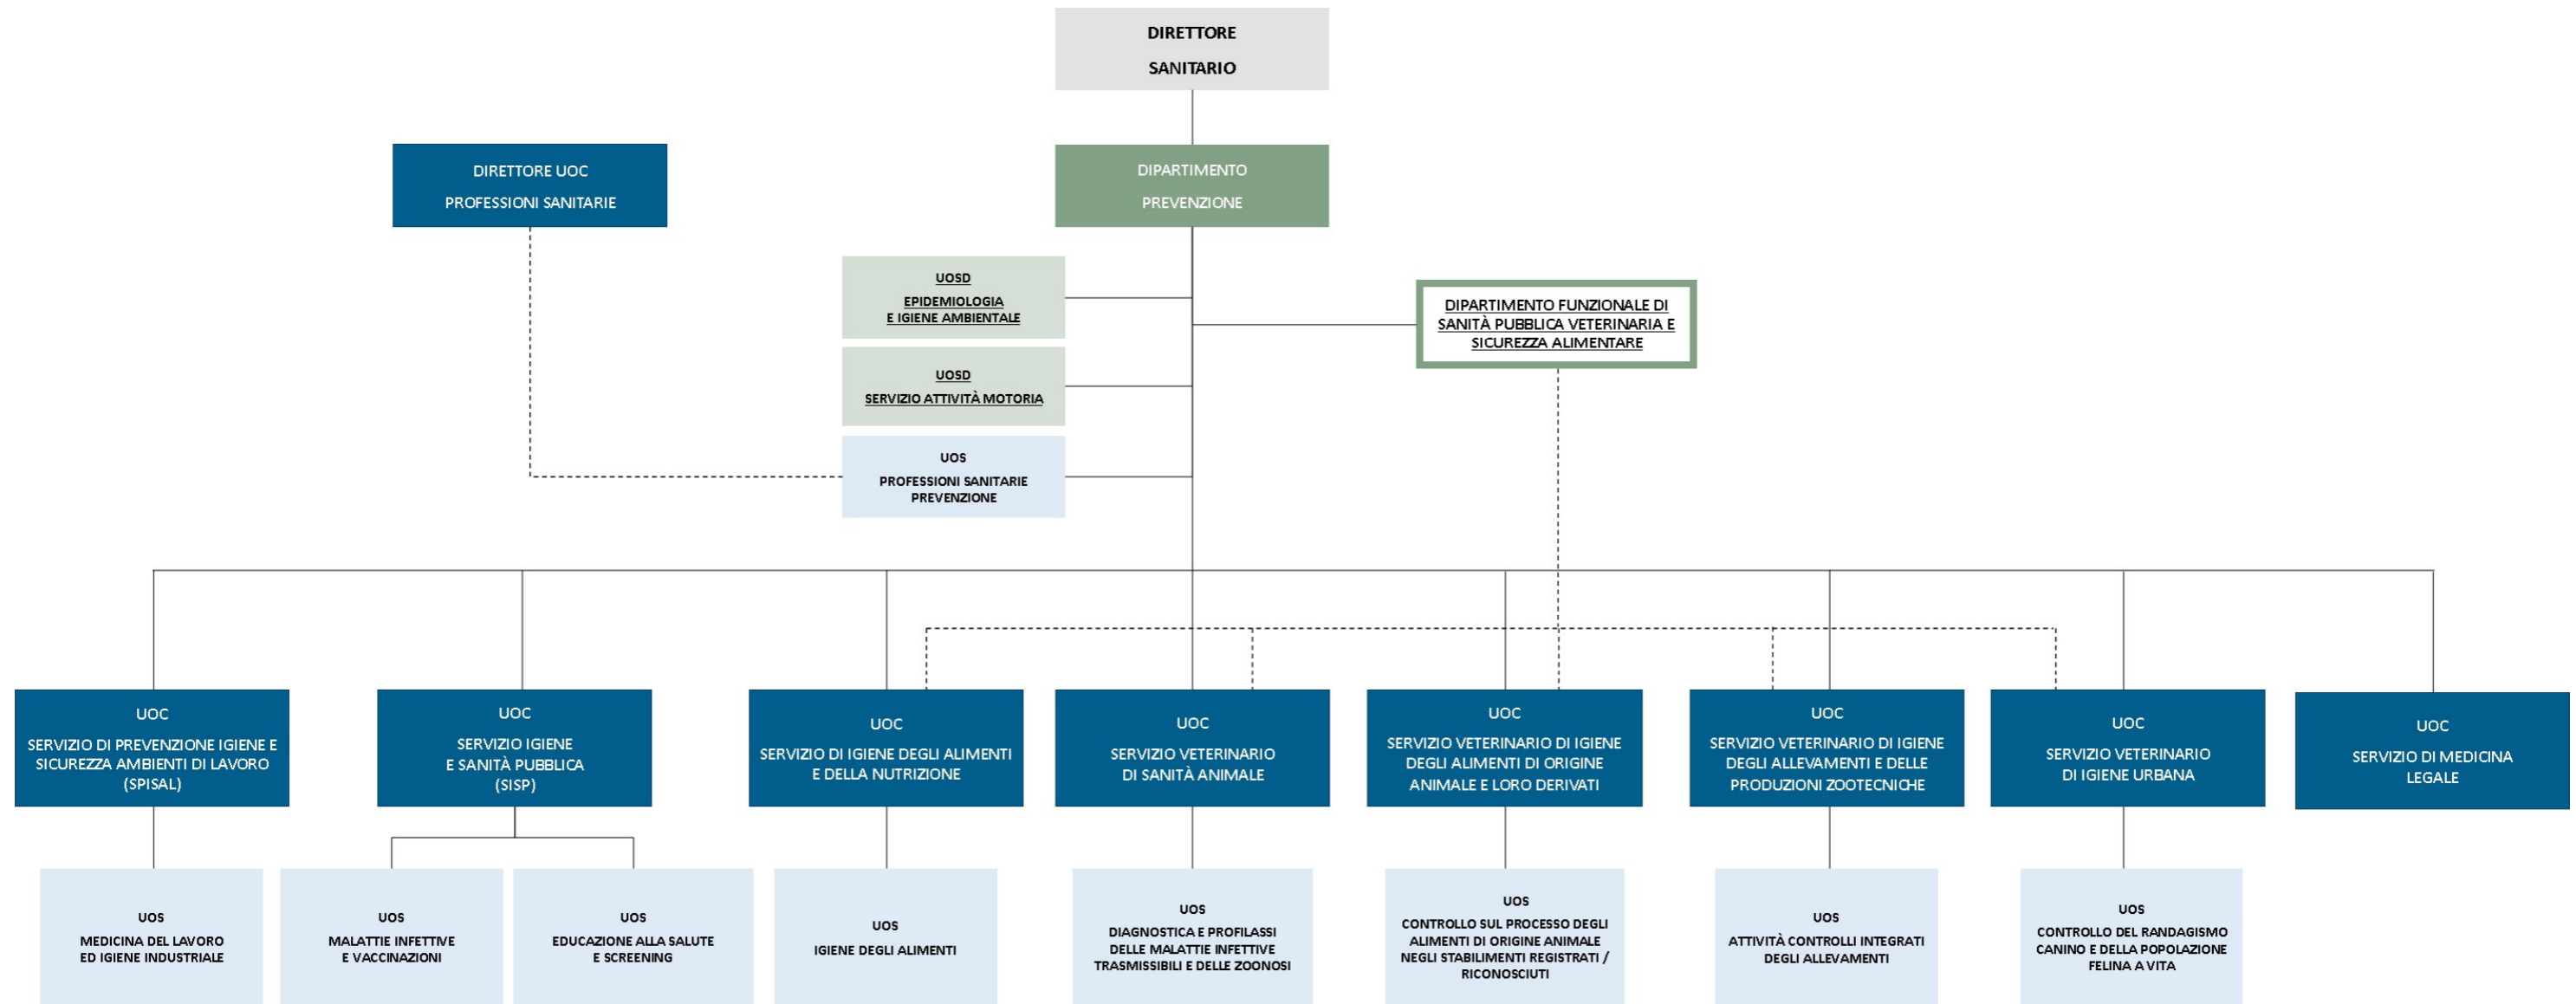 DIRETTORE
SANITARIO
DIRETTORE UOC
PROFESSIONI SANITARIE
DIPARTIMENTO
PREVENZIONE
UOSD
EPIDEMIOLOGIA
E IGIENE AMBIENTALE
DIPARTIMENTO FUNZIONALE DI
SANITÀ PUBBLICA VETERINARIA E
SICUREZZA ALIMENTARE
UOSD
SERVIZIO ATTIVITÀ MOTORIA
UOS
PROFESSIONI SANITARIE
PREVENZIONE
UOC
SERVIZIO DI PREVENZIONE IGIENE E
SICUREZZA AMBIENTI DI LAVORO
(SPISAL)
UOC
SERVIZIO IGIENE
E SANITÀ PUBBLICA
(SISP)
UOC
SERVIZIO DI IGIENE DEGLI ALIMENTI
E DELLA NUTRIZIONE
UOC
SERVIZIO VETERINARIO
DI SANITÀ ANIMALE
UOC
SERVIZIO VETERINARIO DI IGIENE
DEGLI ALIMENTI DI ORIGINE
ANIMALE E LORO DERIVATI
UOC
SERVIZIO VETERINARIO DI IGIENE
DEGLI ALLEVAMENTI E DELLE
PRODUZIONI ZOOTECNICHE
UOC
SERVIZIO VETERINARIO
DI IGIENE URBANA
UOC
SERVIZIO DI MEDICINA
LEGALE
UOS
MEDICINA DEL LAVORO
ED IGIENE INDUSTRIALE
UOS
MALATTIE INFETTIVE
E VACCINAZIONI
UOS
EDUCAZIONE ALLA SALUTE
E SCREENING
UOS
IGIENE DEGLI ALIMENTI
UOS
DIAGNOSTICA E PROFILASSI
DELLE MALATTIE INFETTIVE
TRASMISSIBILI E DELLE ZOONOSI
UOS
CONTROLLO SUL PROCESSO DEGLI
ALIMENTI DI ORIGINE ANIMALE
NEGLI STABILIMENTI REGISTRATI /
RICONOSCIUTI
UOS
ATTIVITÀ CONTROLLI INTEGRATI
DEGLI ALLEVAMENTI
UOS
CONTROLLO DEL RANDAGISMO
CANINO E DELLA POPOLAZIONE
FELINA A VITA